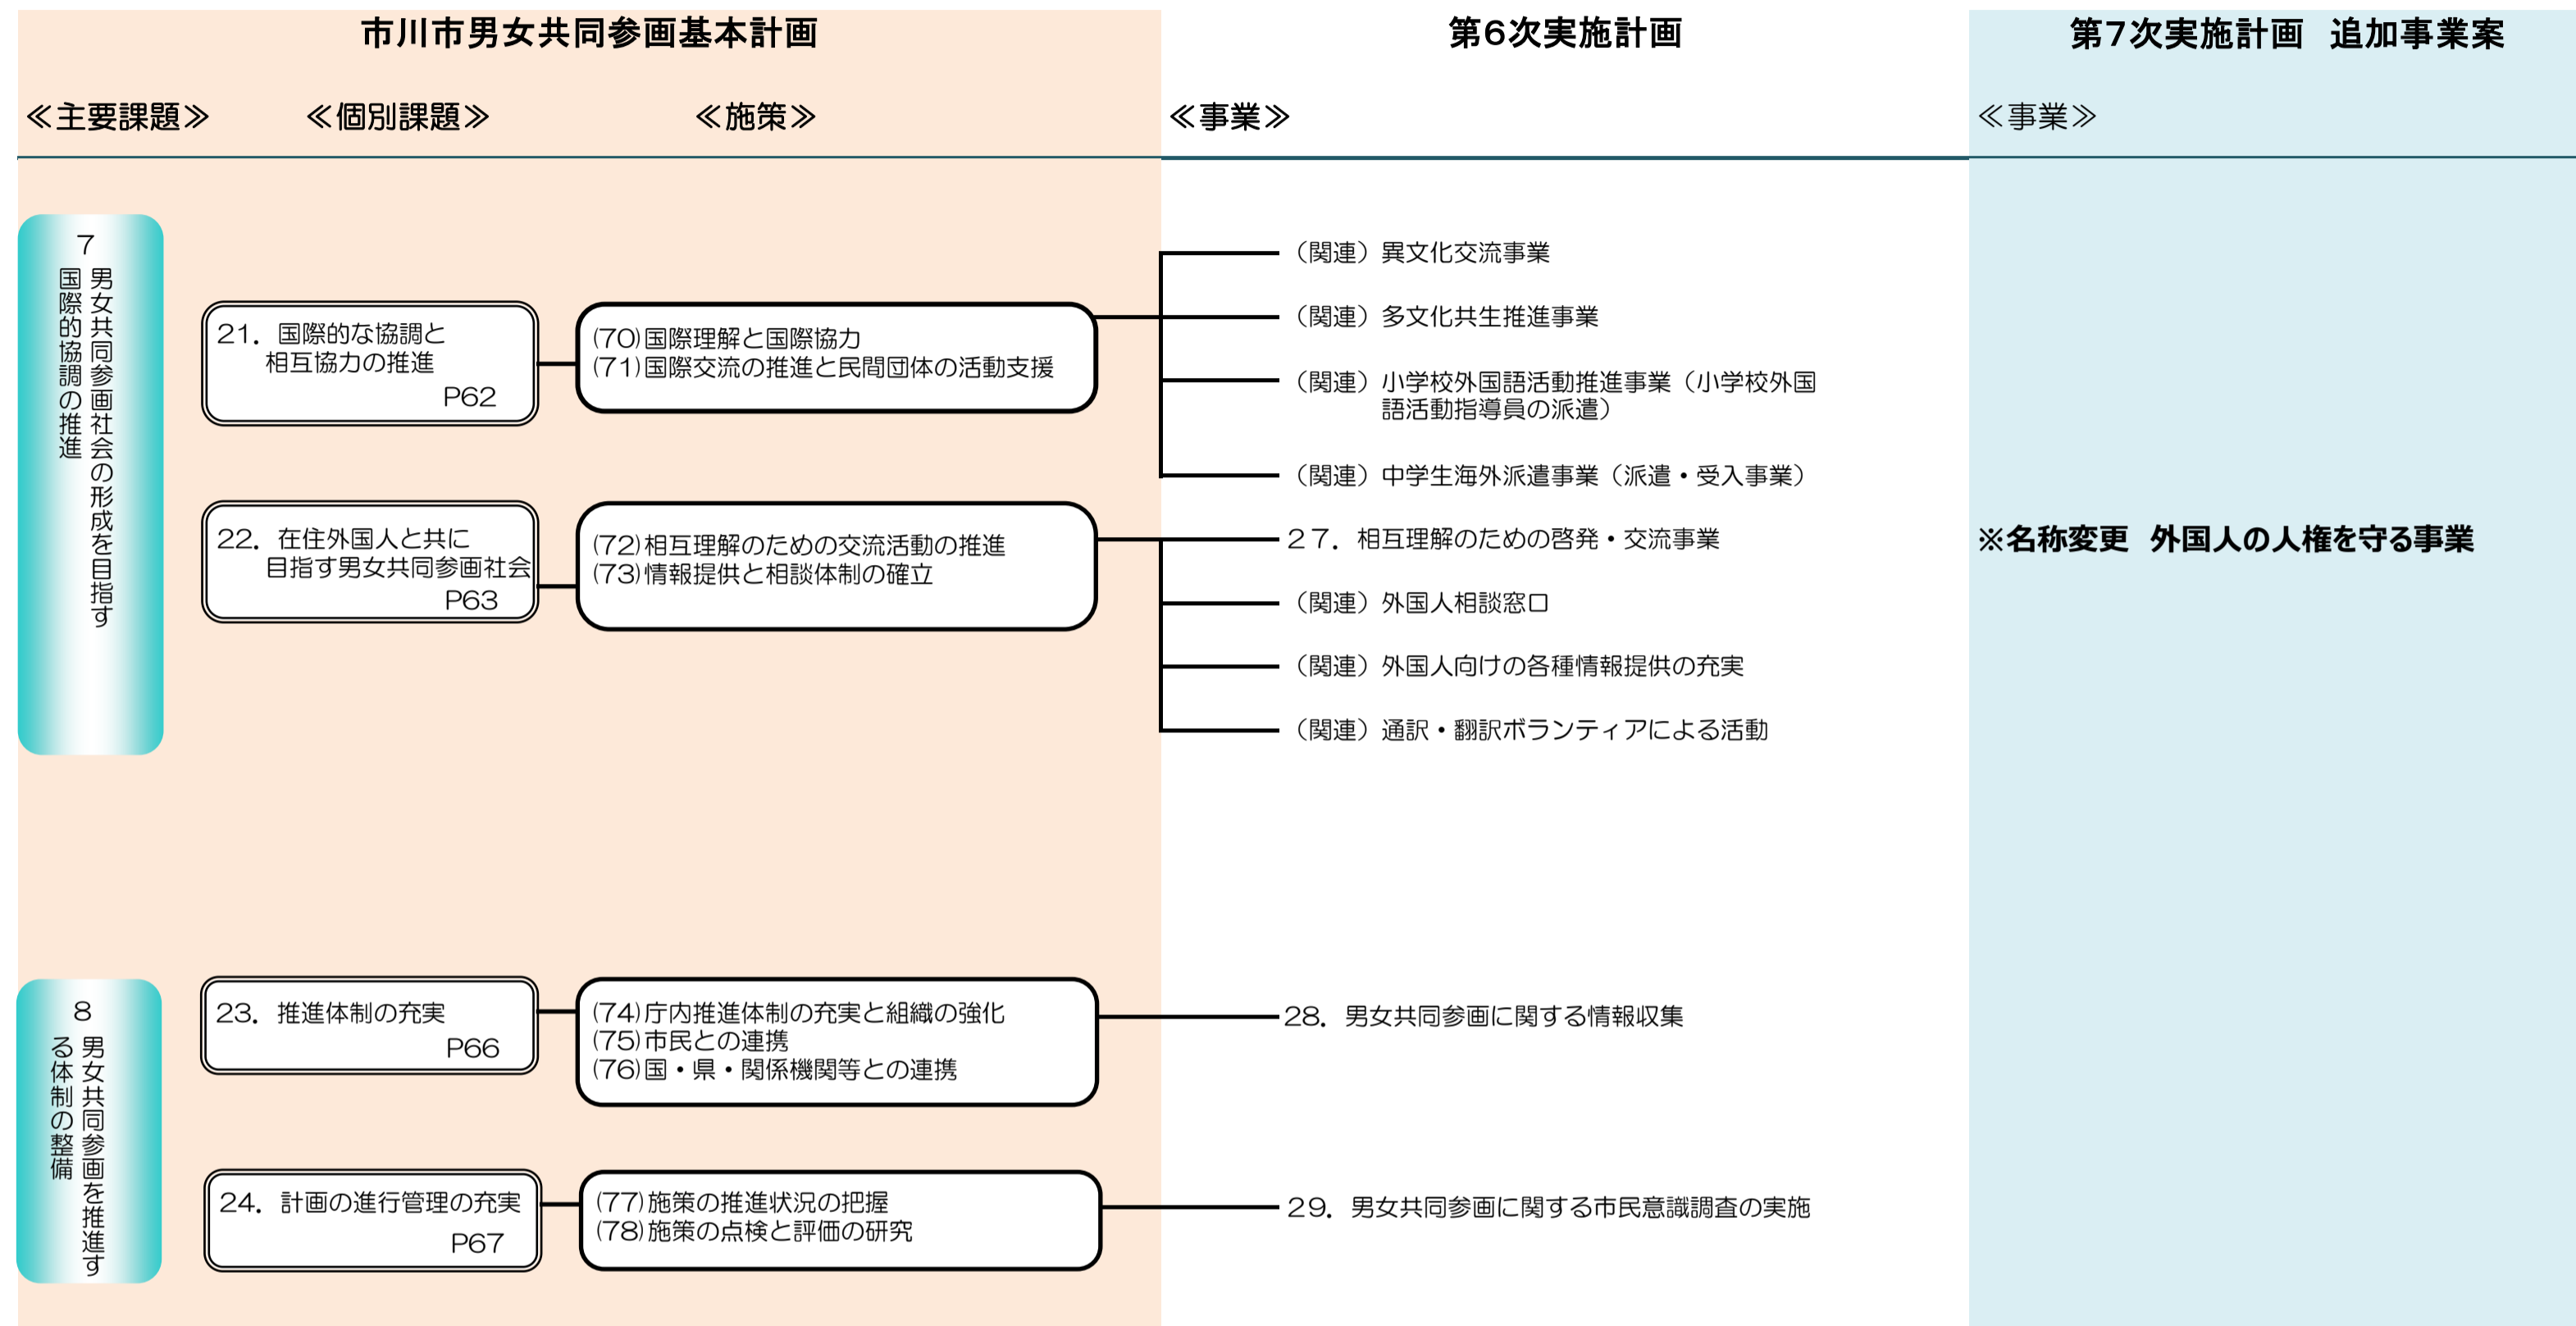 市川市男女共同参画基本計画
第6次実施計画
第7次実施計画　追加事業案
≪主要課題≫
≪個別課題≫
≪施策≫
≪事業≫
≪事業≫
7
男女共同参画社会の形成を目指す
国際的協調の推進
21．国際的な協調と
相互協力の推進
P62
(70)国際理解と国際協力
(71)国際交流の推進と民間団体の活動支援
（関連）異文化交流事業
（関連）多文化共生推進事業
（関連）小学校外国語活動推進事業（小学校外国
語活動指導員の派遣）
（関連）中学生海外派遣事業（派遣・受入事業）
22．在住外国人と共に
目指す男女共同参画社会
P63
(72)相互理解のための交流活動の推進
(73)情報提供と相談体制の確立
２７．相互理解のための啓発・交流事業
※名称変更　外国人の人権を守る事業
（関連）外国人相談窓口
（関連）外国人向けの各種情報提供の充実
（関連）通訳・翻訳ボランティアによる活動
8
男女共同参画を推進す
る体制の整備
23．推進体制の充実
P66
(74)庁内推進体制の充実と組織の強化
(75)市民との連携
(76)国・県・関係機関等との連携
28．男女共同参画に関する情報収集
24．計画の進行管理の充実
P67
(77)施策の推進状況の把握
(78)施策の点検と評価の研究
２９．男女共同参画に関する市民意識調査の実施